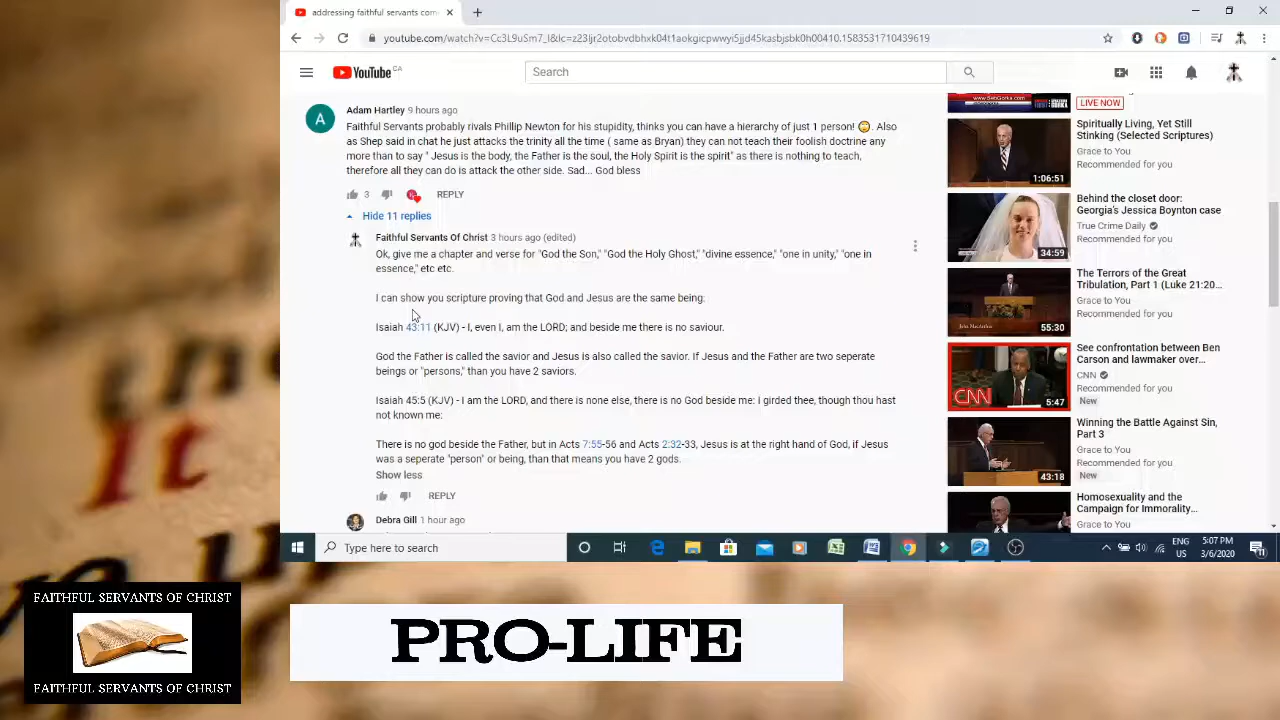 addressing faithful servants com
youtube.com/watch?v=Cc3L9uSm7_I&lc=z23ijr2otobvdbhxk04t1aokgicpwwyi5jjd45kasbjsbk0h00410.1583531710439619
YouTube CA
Search
Adam Hartley 9 hours ago
Faithful Servants probably rivals Phillip Newton for his stupidity, thinks you can have a hierarchy of just 1 person! 🙄. Also
as Shep said in chat he just attacks the trinity all the time ( same as Bryan) they can not teach their foolish doctrine any
more than to say " Jesus is the body, the Father is the soul, the Holy Spirit is the spirit" as there is nothing to teach,
therefore all they can do is attack the other side. Sad... God bless
3 REPLY
Hide 11 replies
Faithful Servants Of Christ 3 hours ago (edited)
Ok, give me a chapter and verse for "God the Son," "God the Holy Ghost," "divine essence," "one in unity," "one in
essence," etc etc.
I can show you scripture proving that God and Jesus are the same being:
Isaiah 43:11 (KJV) - I, even I, am the LORD; and beside me there is no saviour.
God the Father is called the savior and Jesus is also called the savior. If Jesus and the Father are two seperate
beings or "persons," than you have 2 saviors.
Isaiah 45:5 (KJV) - I am the LORD, and there is none else, there is no God beside me: I girded thee, though thou hast
not known me:
There is no god beside the Father, but in Acts 7:55-56 and Acts 2:32-33, Jesus is at the right hand of God, if Jesus
was a seperate "person" or being, than that means you have 2 gods.
Show less
REPLY
Debra Gill 1 hour ago
www.SebGorka.com
LIVE NOW
1:06:51
Spiritually Living, Yet Still
Stinking (Selected Scriptures)
Grace to You
Recommended for you
34:59
Behind the closet door:
Georgia's Jessica Boynton case
True Crime Daily
Recommended for you
John MacArthur
55:30
The Terrors of the Great
Tribulation, Part 1 (Luke 21:20...
Grace to You
Recommended for you
CNN
5:47
See confrontation between Ben
Carson and lawmaker over...
CNN
Recommended for you
New
43:18
Winning the Battle Against Sin,
Part 3
Grace to You
Recommended for you
New
Homosexuality and the
Campaign for Immorality...
Grace to You
Type here to search
ENG
US
5:07 PM
3/6/2020
11
It
FAITHFUL SERVANTS OF CHRIST
FAITHFUL SERVANTS OF CHRIST
PRO-LIFE